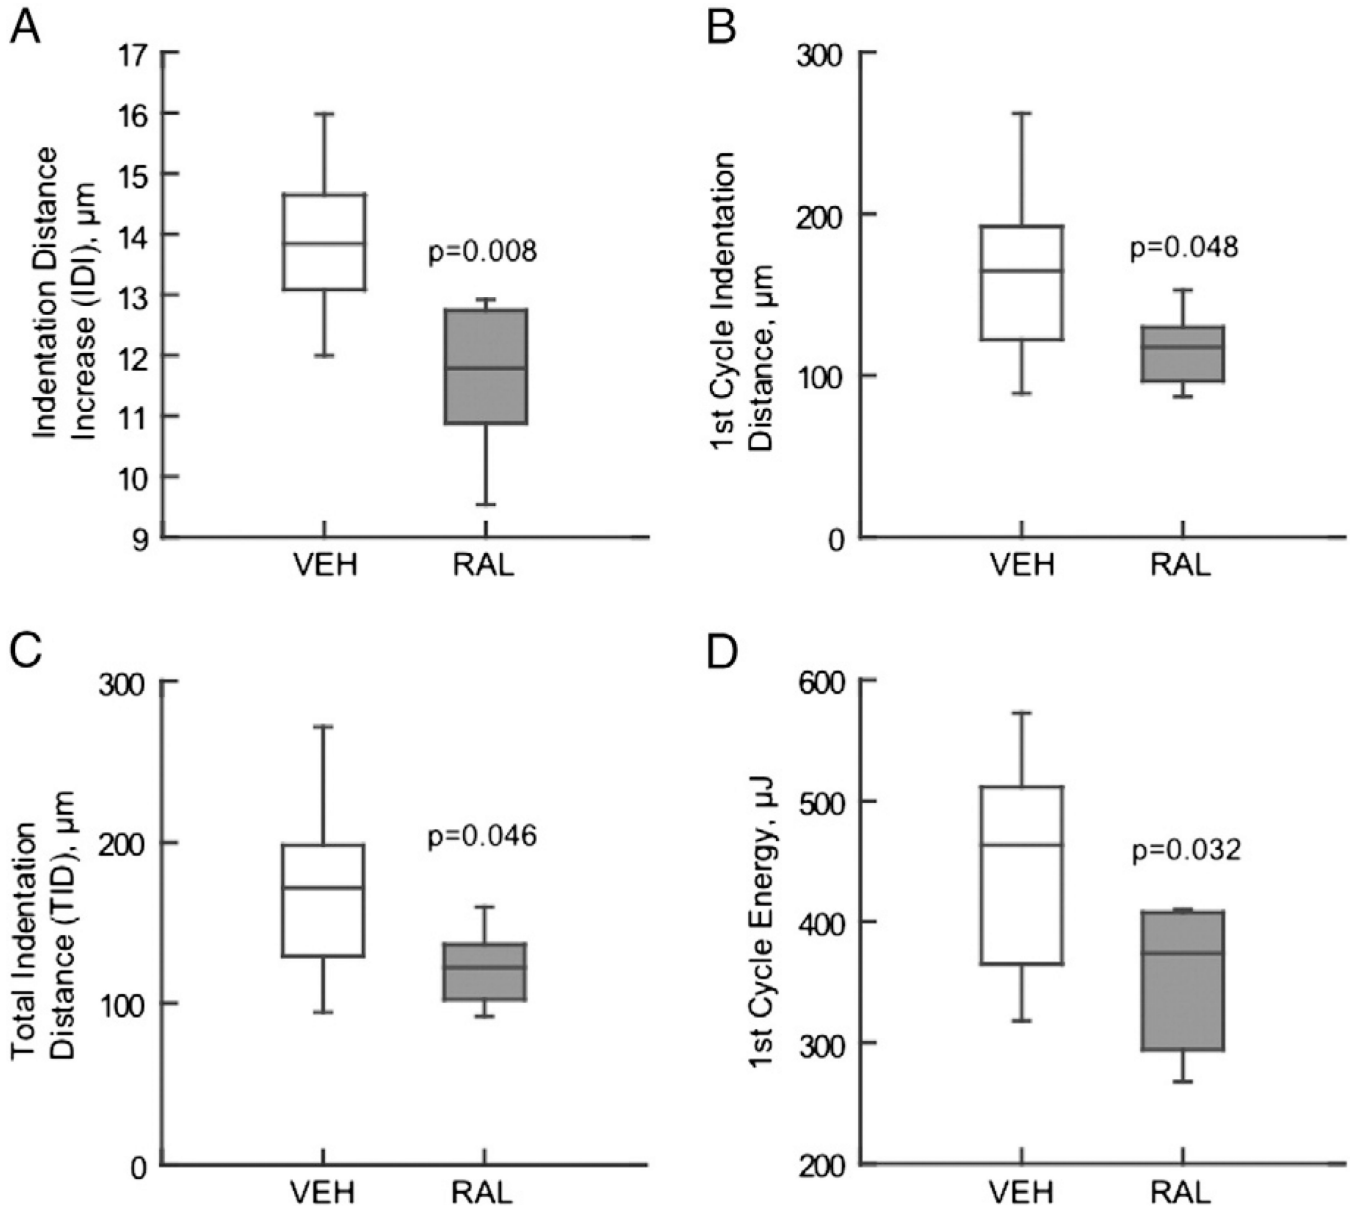 A
17
16
15
14
13
12
11
10
9
Indentation Distance
Increase (IDI), µm
p=0.008
VEH RAL
B
300
200
100
0
1st Cycle Indentation
Distance, µm
p=0.048
VEH RAL
C
300
200
100
0
Total Indentation
Distance (TID), µm
p=0.046
VEH RAL
D
600
500
400
300
200
1st Cycle Energy, µJ
p=0.032
VEH RAL